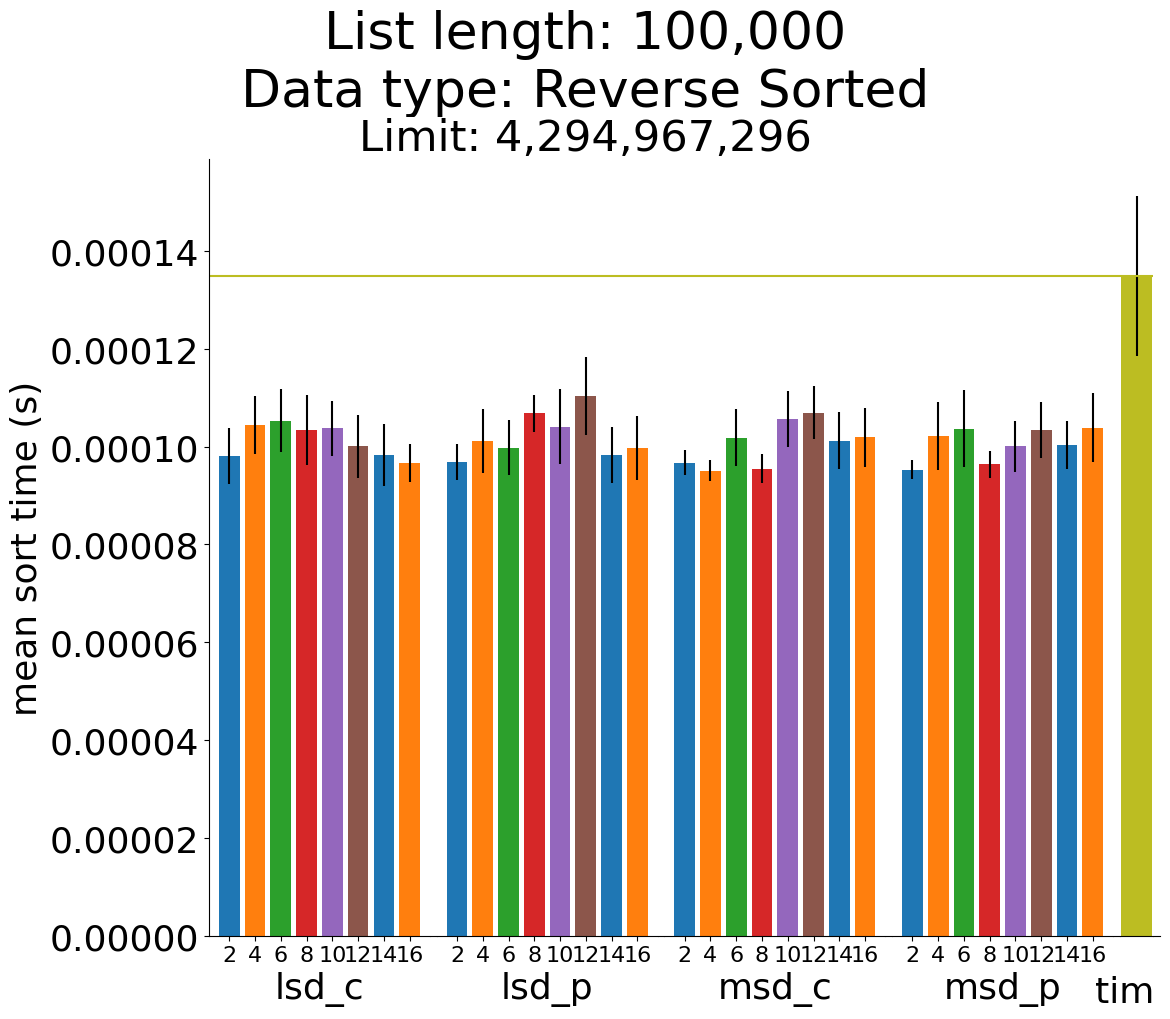 List length: 100,000
Data type: Reverse Sorted
Limit: 4,294,967,296
mean sort time (s)
0.00014
0.00012
0.00010
0.00008
0.00006
0.00004
0.00002
0.00000
2 4 6 8 10 12 14 16 2 4 6 8 10 12 14 16 2 4 6 8 10 12 14 16 2 4 6 8 10 12 14 16
lsd_c lsd_p msd_c msd_p tim